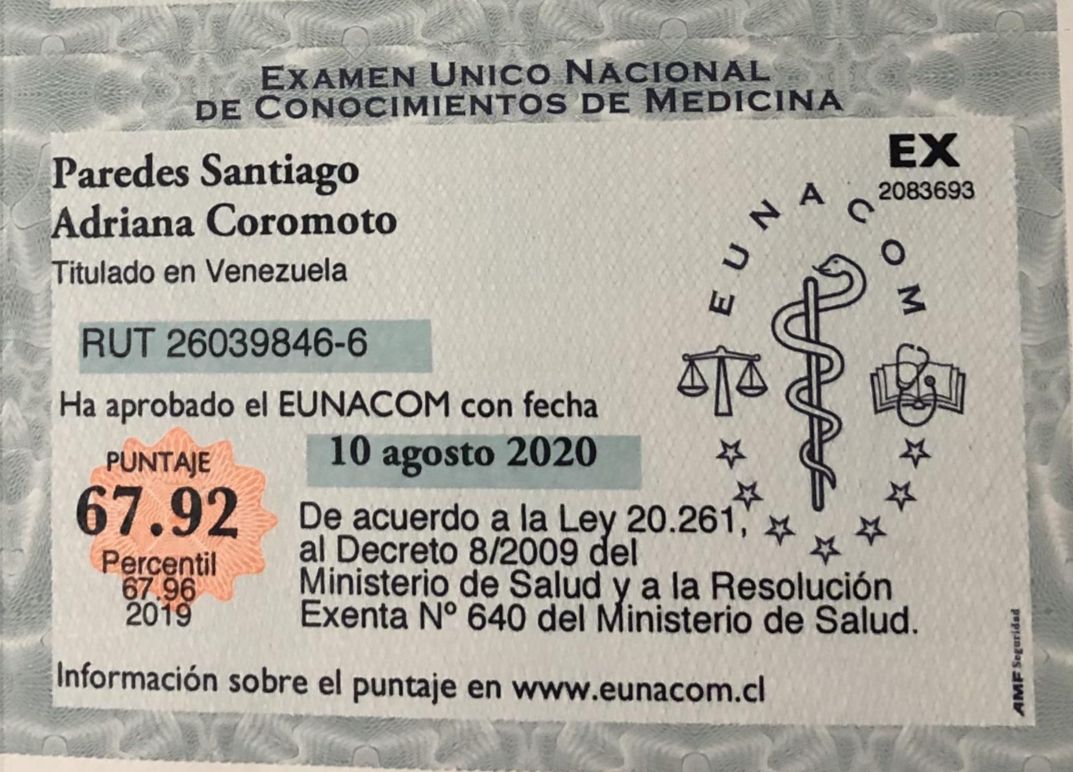 EXAMEN UNICO NACIONAL
DE CONOCIMIENTOS DE MEDICINA
Paredes Santiago
Adriana Coromoto
Titulado en Venezuela
EX
2083693
EUNACOM
RUT 26039846-6
Ha aprobado el EUNACOM con fecha
10 agosto 2020
PUNTAJE
67.92
Percentil
67.96
2019
De acuerdo a la Ley 20.261,
al Decreto 8/2009 del
Ministerio de Salud y a la Resolución
Exenta Nº 640 del Ministerio de Salud.
Información sobre el puntaje en www.eunacom.cl
AMF Seguridad